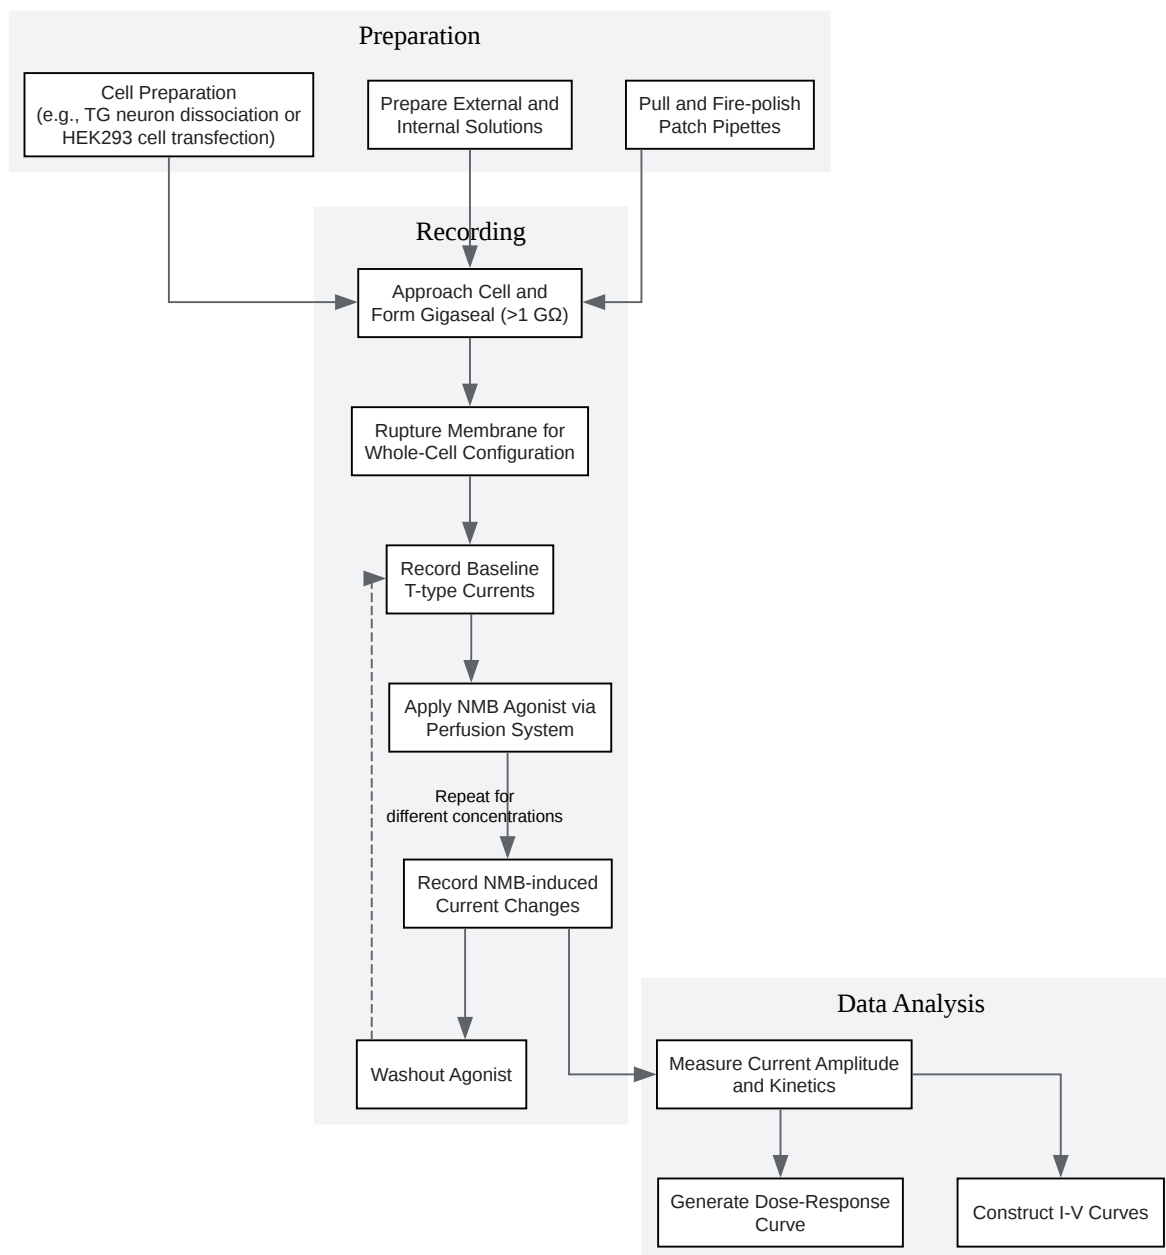 Preparation
Cell Preparation
(e.g., TG neuron dissociation or
HEK293 cell transfection)
Prepare External and
Internal Solutions
Pull and Fire-polish
Patch Pipettes
Recording
Approach Cell and
Form Gigaseal (>1 GΩ)
Rupture Membrane for
Whole-Cell Configuration
Record Baseline
T-type Currents
Apply NMB Agonist via
Perfusion System
Repeat for
different concentrations
Record NMB-induced
Current Changes
Washout Agonist
Data Analysis
Measure Current Amplitude
and Kinetics
Generate Dose-Response
Curve
Construct I-V Curves